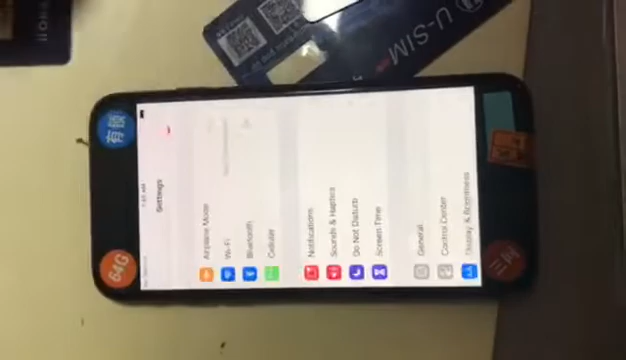 U-SIM
64G
有锁
Settings
Airplane Mode
Wi-Fi
Bluetooth
Cellular
Notifications
Sounds & Haptics
Do Not Disturb
Screen Time
General
Control Center
Display & Brightness